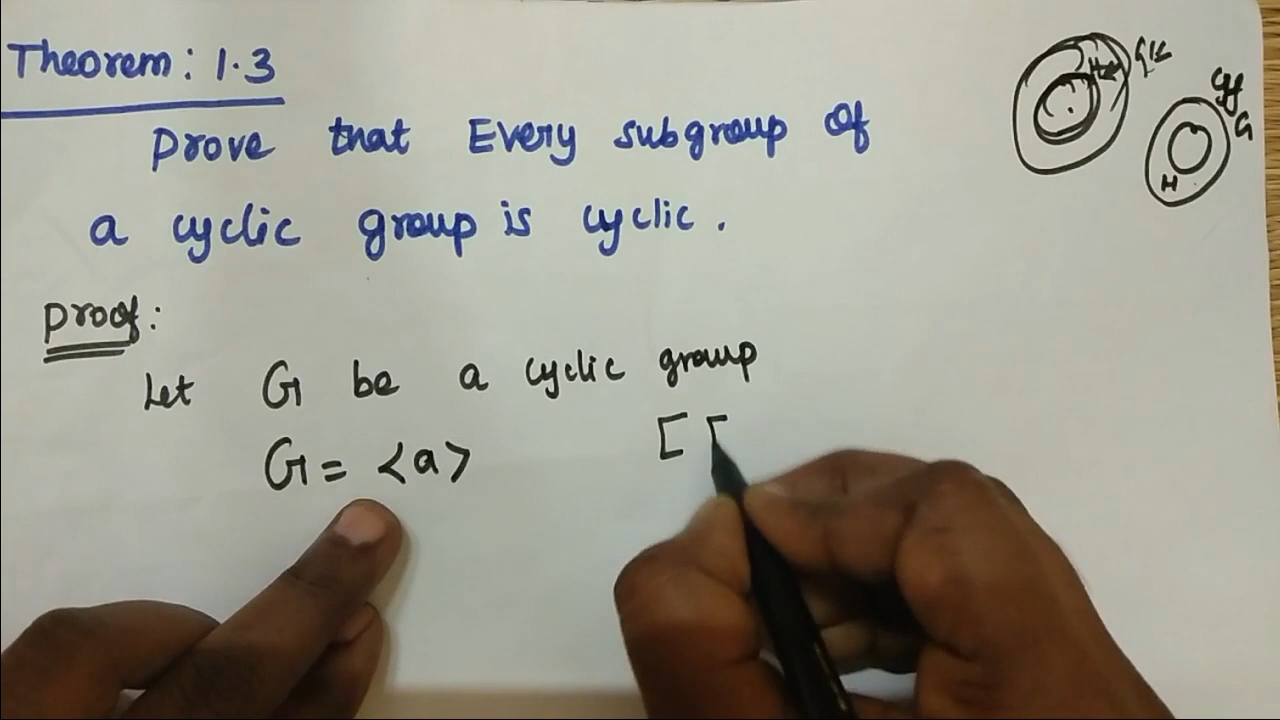 Theorem: 1.3
Prove that Every subgroup of
a cyclic group is cyclic.
Proof:
Let G be a cyclic group
G = <a>
[ [
G
H